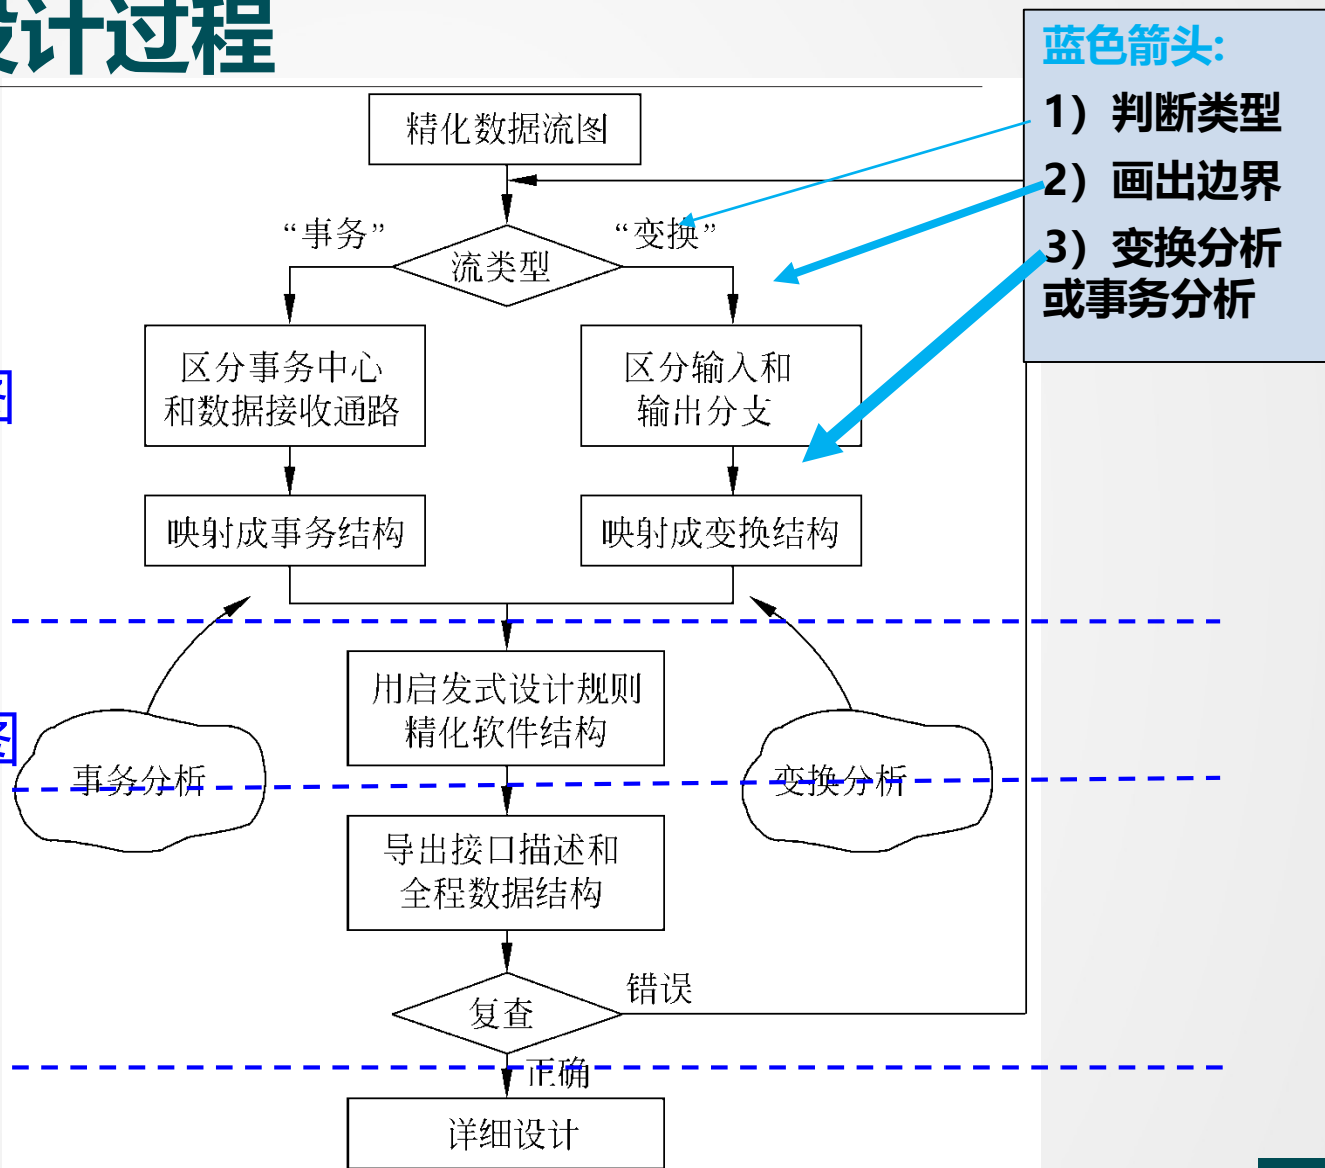 设计过程
蓝色箭头:
1）判断类型
2）画出边界
3）变换分析
或事务分析
精化数据流图
“事务”
“变换”
流类型
区分事务中心
和数据接收通路
区分输入和
输出分支
图
映射成事务结构
映射成变换结构
用启发式设计规则
精化软件结构
图
事务分析
变换分析
导出接口描述和
全程数据结构
复查
错误
正确
详细设计